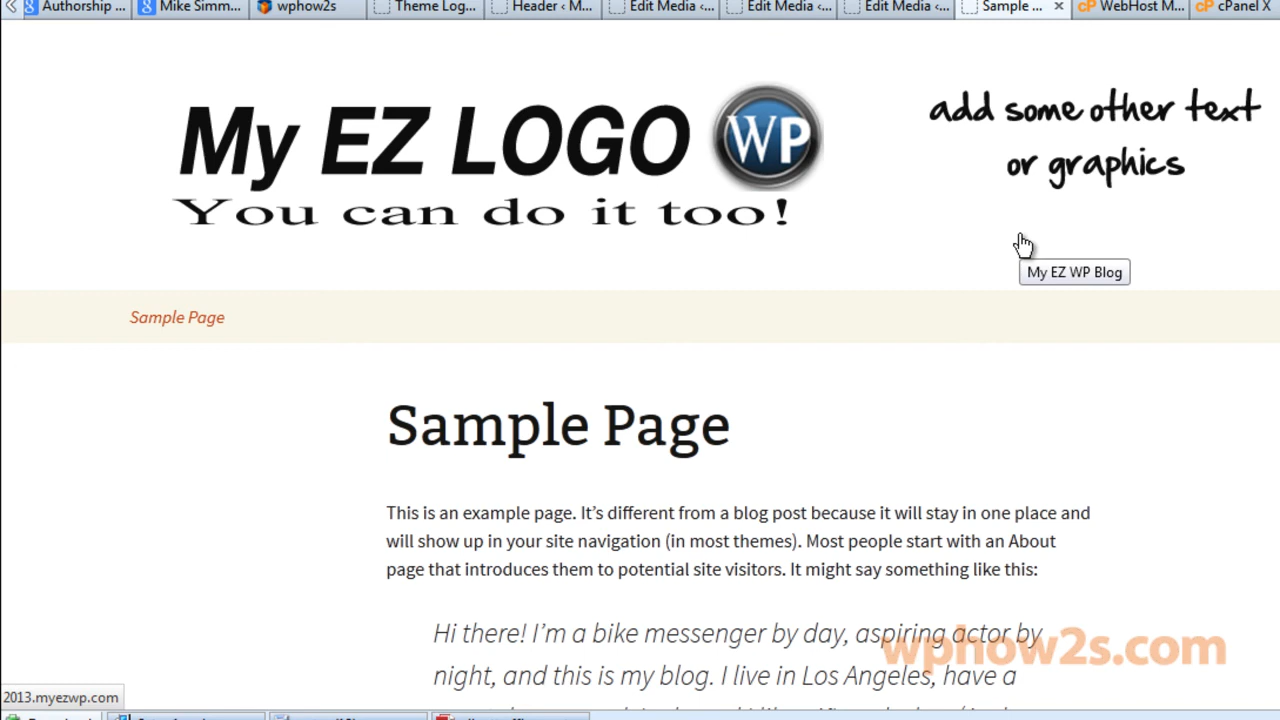 Authorship ...
Mike Simm...
wphow2s
Theme Log...
Header ‹ M...
Edit Media ‹...
Edit Media ‹...
Edit Media ‹...
Sample ...
cP WebHost M...
cP cPanel X
My EZ LOGO WP
You can do it too!
add some other text
or graphics
My EZ WP Blog
Sample Page
Sample Page
This is an example page. It’s different from a blog post because it will stay in one place and
will show up in your site navigation (in most themes). Most people start with an About
page that introduces them to potential site visitors. It might say something like this:
Hi there! I’m a bike messenger by day, aspiring actor by
night, and this is my blog. I live in Los Angeles, have a
wphow2s.com
2013.myezwp.com